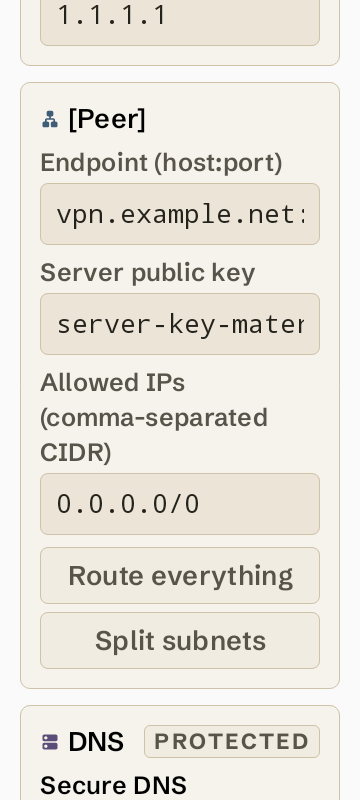 1.1.1.1
[Peer]
Endpoint (host:port)
vpn.example.net:
Server public key
server-key-mater
Allowed IPs
(comma-separated
CIDR)
0.0.0.0/0
Route everything
Split subnets
DNS PROTECTED
Secure DNS